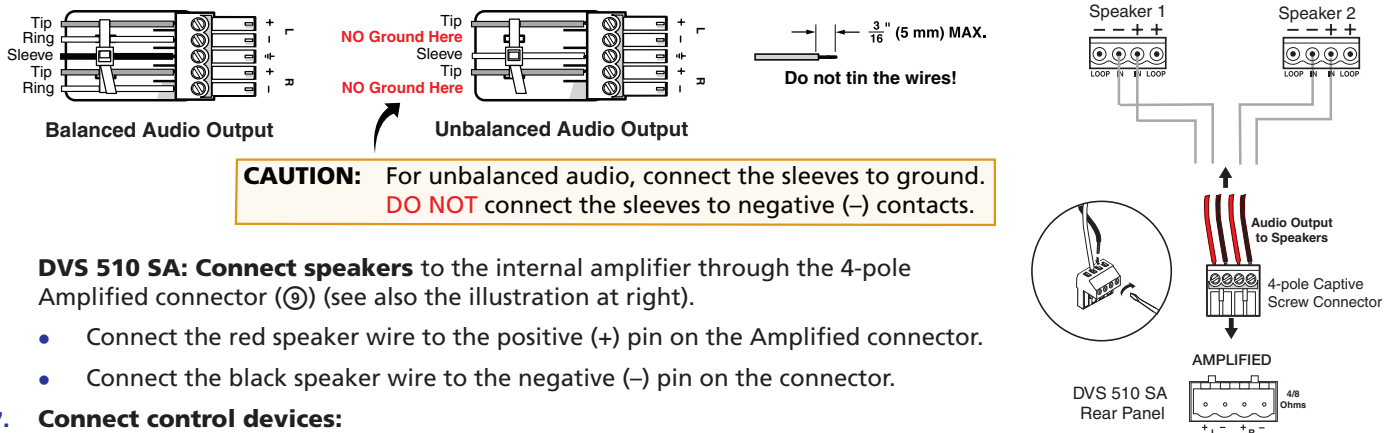 Tip
Ring
Sleeve
Tip
Ring
+
–
+
–
L
R
Balanced Audio Output
Tip
NO Ground Here
Sleeve
Tip
NO Ground Here
+
–
+
–
L
R
Unbalanced Audio Output
3/16" (5 mm) MAX.
Do not tin the wires!
CAUTION: For unbalanced audio, connect the sleeves to ground.
DO NOT connect the sleeves to negative (–) contacts.
DVS 510 SA: Connect speakers to the internal amplifier through the 4-pole
Amplified connector (⑨) (see also the illustration at right).
• Connect the red speaker wire to the positive (+) pin on the Amplified connector.
• Connect the black speaker wire to the negative (–) pin on the connector.
Connect control devices:
Speaker 1
– – + +
LOOP IN IN LOOP
Speaker 2
– – + +
LOOP IN IN LOOP
Audio Output
to Speakers
4-pole Captive
Screw Connector
AMPLIFIED
DVS 510 SA
Rear Panel
4/8
Ohms
+ L – + R –